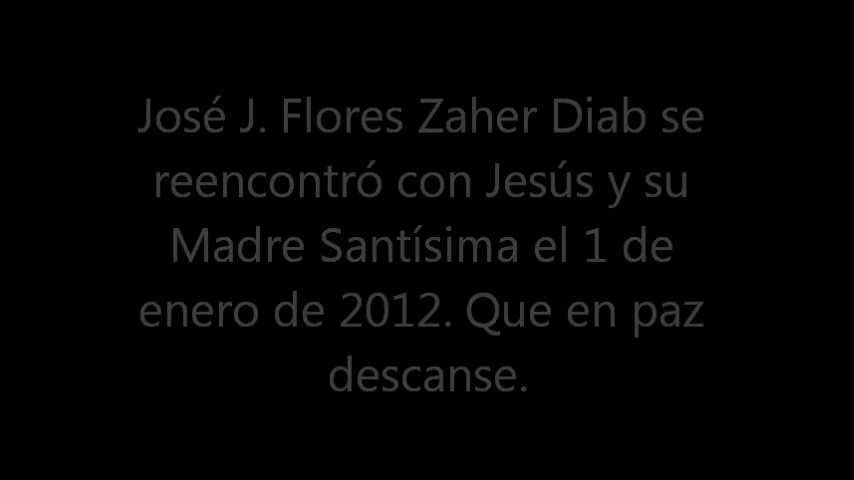 José J. Flores Zaher Diab se
reencontró con Jesús y su
Madre Santísima el 1 de
enero de 2012. Que en paz
descanse.